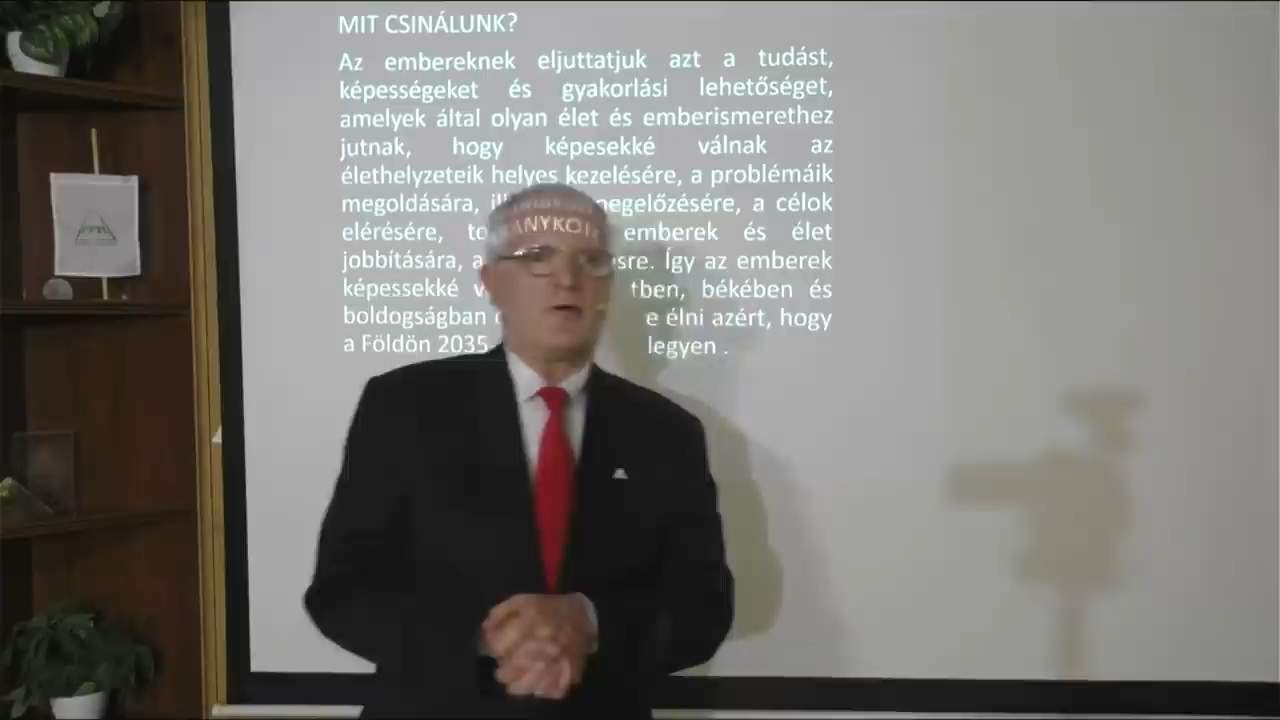 MIT CSINÁLUNK?
Az embereknek eljuttatjuk azt a tudást,
képességeket és gyakorlási lehetőséget,
amelyek által olyan élet és emberismerethez
jutnak, hogy képesekké válnak az
élethelyzeteik helyes kezelésére, a problémáik
megoldására, megelőzésére, a célok
elérésére, emberek és élet
jobbítására, Így az emberek
képessekké békében és
boldogságban élni azért, hogy
a Földön 2035 legyen .